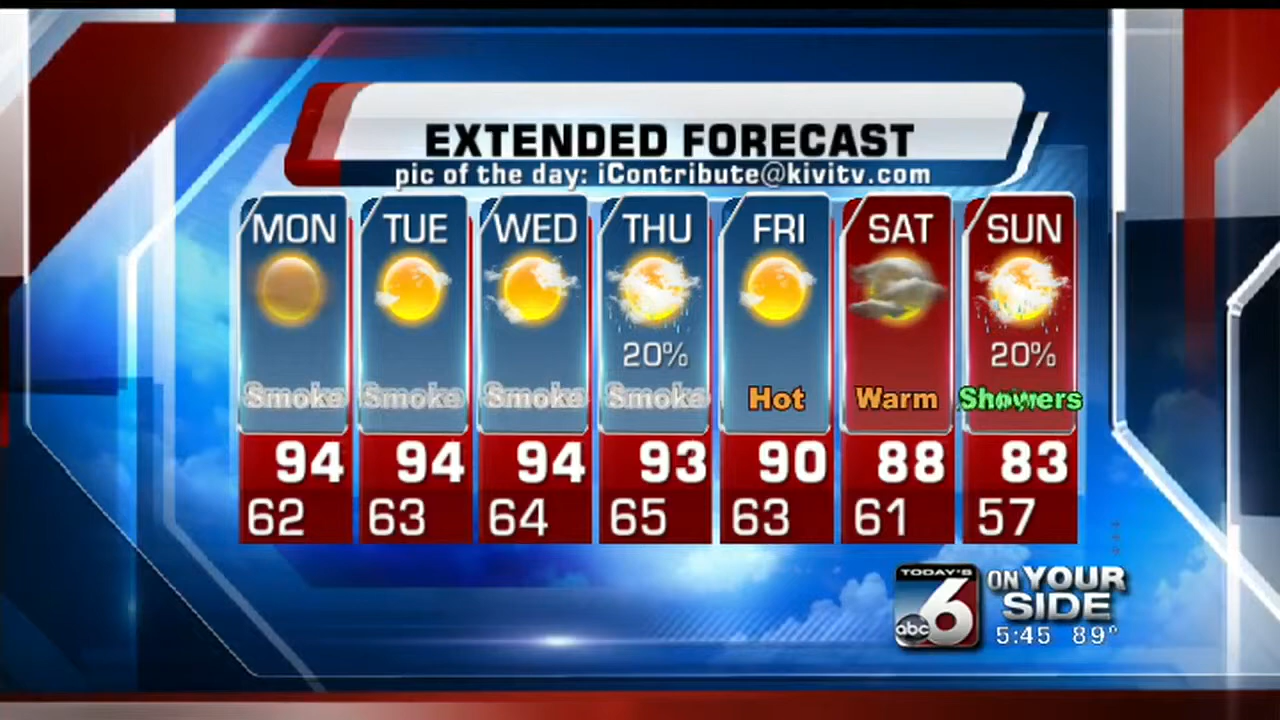 EXTENDED FORECAST
pic of the day: iContribute@kivitv.com
MON TUE WED THU FRI SAT SUN
20% 20%
Smoke Smoke Smoke Smoke Hot Warm Showers
94 94 94 93 90 88 83
62 63 64 65 63 61 57
TODAY'S
6
abc
ON YOUR
SIDE
5:45 89°